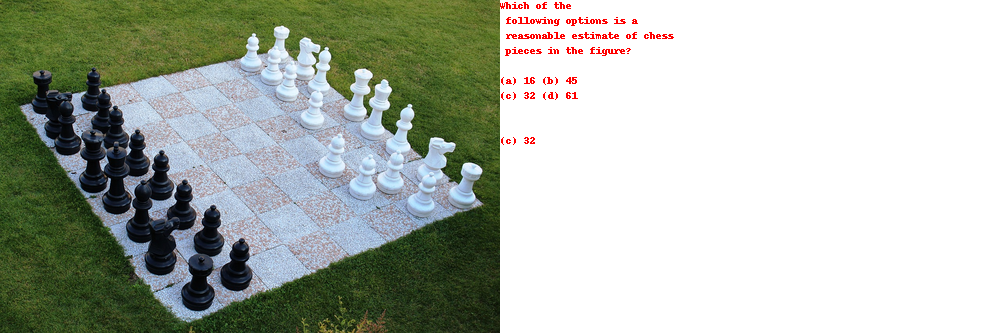 Which of the
following options is a
reasonable estimate of chess
pieces in the figure?
(a) 16 (b) 45
(c) 32 (d) 61
(c) 32